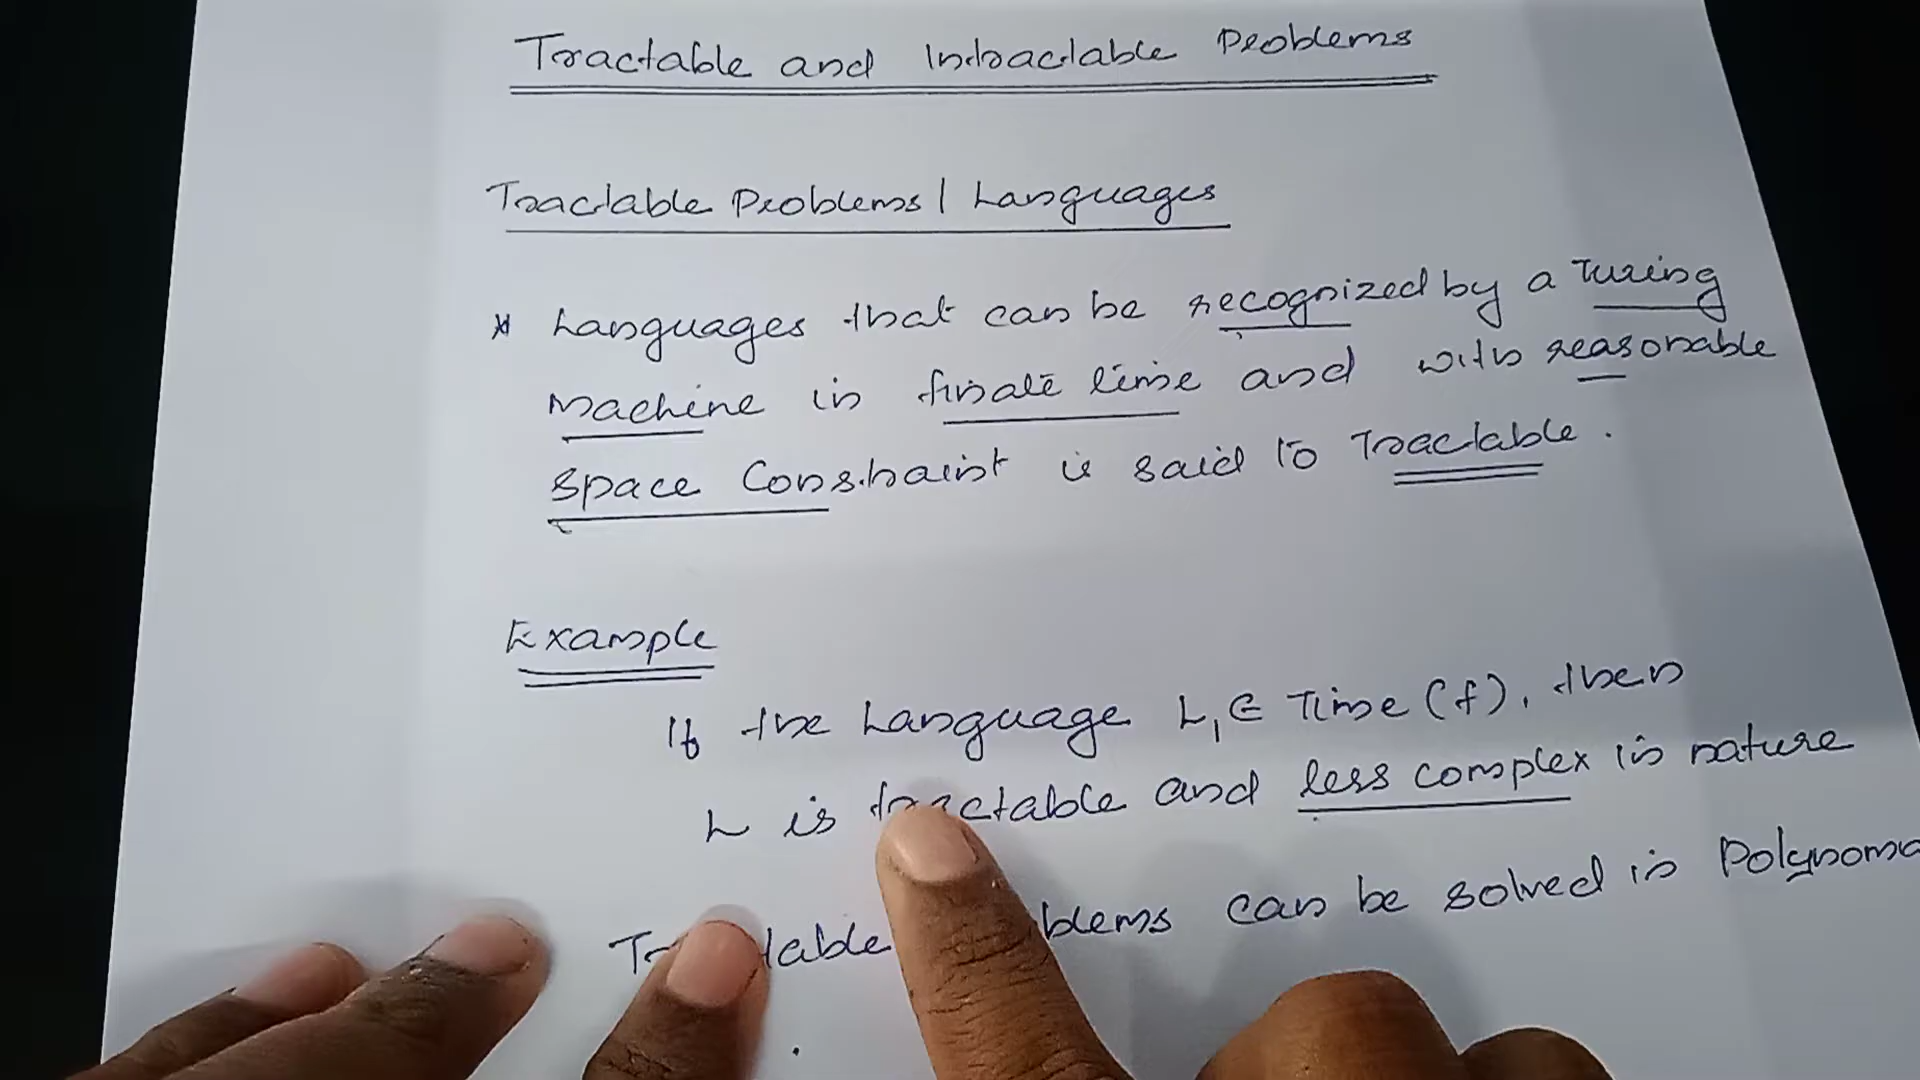 Tractable and Intractable Problems
Tractable Problems | Languages
* Languages that can be recognized by a Turing
Machine in finite time and with reasonable
Space Constraint is said to Tractable.
Example
If the Language L, ∈ Time (f), then
L is tractable and less complex in nature
can be solved in